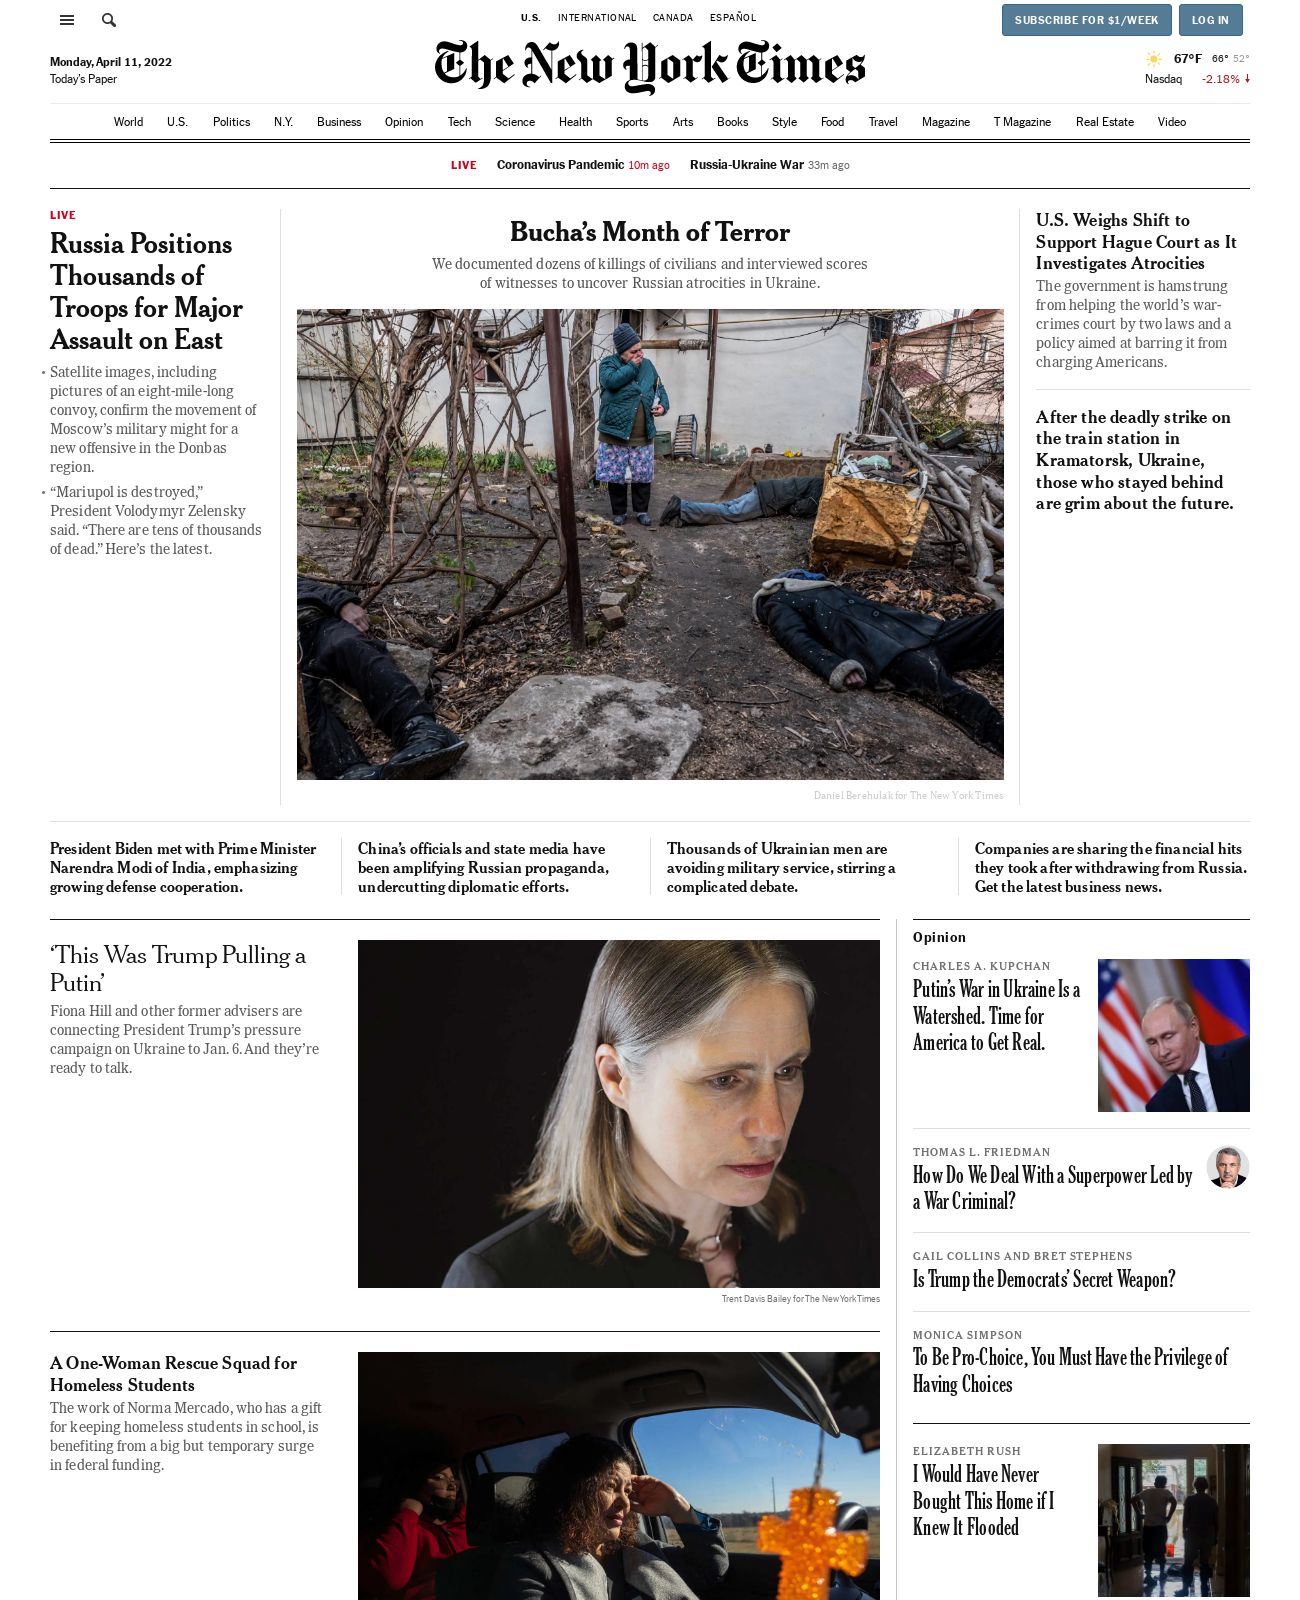 U.S. INTERNATIONAL CANADA ESPAÑOL
SUBSCRIBE FOR $1/WEEK LOG IN
Monday, April 11, 2022
Today's Paper
The New York Times
67°F 66° 52°
Nasdaq -2.18%
World U.S. Politics N.Y. Business Opinion Tech Science Health Sports Arts Books Style Food Travel Magazine T Magazine Real Estate Video
LIVE Coronavirus Pandemic 10m ago Russia-Ukraine War 33m ago
LIVE
Russia Positions
Thousands of
Troops for Major
Assault on East
• Satellite images, including
pictures of an eight-mile-long
convoy, confirm the movement of
Moscow's military might for a
new offensive in the Donbas
region.
• “Mariupol is destroyed,”
President Volodymyr Zelensky
said. “There are tens of thousands
of dead.” Here's the latest.
Bucha's Month of Terror
We documented dozens of killings of civilians and interviewed scores
of witnesses to uncover Russian atrocities in Ukraine.
Daniel Berehulak for The New York Times
U.S. Weighs Shift to
Support Hague Court as It
Investigates Atrocities
The government is hamstrung
from helping the world's war-
crimes court by two laws and a
policy aimed at barring it from
charging Americans.
After the deadly strike on
the train station in
Kramatorsk, Ukraine,
those who stayed behind
are grim about the future.
President Biden met with Prime Minister
Narendra Modi of India, emphasizing
growing defense cooperation.
China's officials and state media have
been amplifying Russian propaganda,
undercutting diplomatic efforts.
Thousands of Ukrainian men are
avoiding military service, stirring a
complicated debate.
Companies are sharing the financial hits
they took after withdrawing from Russia.
Get the latest business news.
‘This Was Trump Pulling a
Putin’
Fiona Hill and other former advisers are
connecting President Trump's pressure
campaign on Ukraine to Jan. 6. And they're
ready to talk.
Trent Davis Bailey for The New York Times
A One-Woman Rescue Squad for
Homeless Students
The work of Norma Mercado, who has a gift
for keeping homeless students in school, is
benefiting from a big but temporary surge
in federal funding.
Opinion
CHARLES A. KUPCHAN
Putin's War in Ukraine Is a
Watershed. Time for
America to Get Real.
THOMAS L. FRIEDMAN
How Do We Deal With a Superpower Led by
a War Criminal?
GAIL COLLINS AND BRET STEPHENS
Is Trump the Democrats' Secret Weapon?
MONICA SIMPSON
To Be Pro-Choice, You Must Have the Privilege of
Having Choices
ELIZABETH RUSH
I Would Have Never
Bought This Home if I
Knew It Flooded